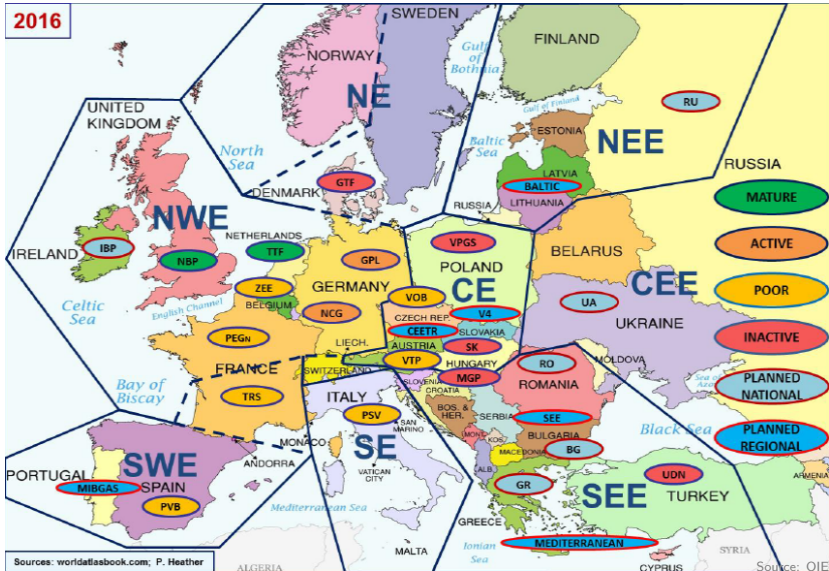 2016
SWEDEN
NORWAY
FINLAND
Gulf of
Bothnia
UNITED
KINGDOM
NE
RU
Gulf of Finland
ESTONIA
NEE
North
Sea
Baltic
Sea
RUSSIA
LATVIA
DENMARK
GTF
BALTIC
LITHUANIA
MATURE
RUSSIA
NWE
NETHERLANDS
IRELAND
IBP
NBP
TTF
GPL
VPGS
POLAND
BELARUS
ACTIVE
CEE
Celtic
Sea
English Channel
ZEE
BELGIUM
GERMANY
NCG
VOB
CE
CZECH REP.
V4
UA
UKRAINE
POOR
PEGN
CEETR
SLOVAKIA
AUSTRIA
SK
INACTIVE
LIECH.
VTP
HUNGARY
RO
MOLDOVA
Bay of
Biscay
FRANCE
SWITZERLAND
MGP
ROMANIA
Sea of
PLANNED
NATIONAL
TRS
ITALY
SLOVENIA
CROATIA
BOS. &
HER.
SERBIA
SEE
PSV
SAN
MARINO
MONT.
KOS.
BULGARIA
Black Sea
PLANNED
REGIONAL
MONACO
SE
MACEDONIA
BG
ANDORRA
VATICAN
CITY
ALB.
PORTUGAL
SWE
MIBGAS
SPAIN
PVB
GR
SEE
UDN
TURKEY
ARMENIA
Mediterranean Sea
GREECE
MALTA
Ionian
Sea
MEDITERRANEAN
CYPRUS
SYRIA
Sources: worldatlasbook.com; P. Heather
ALGERIA
Source: OIE